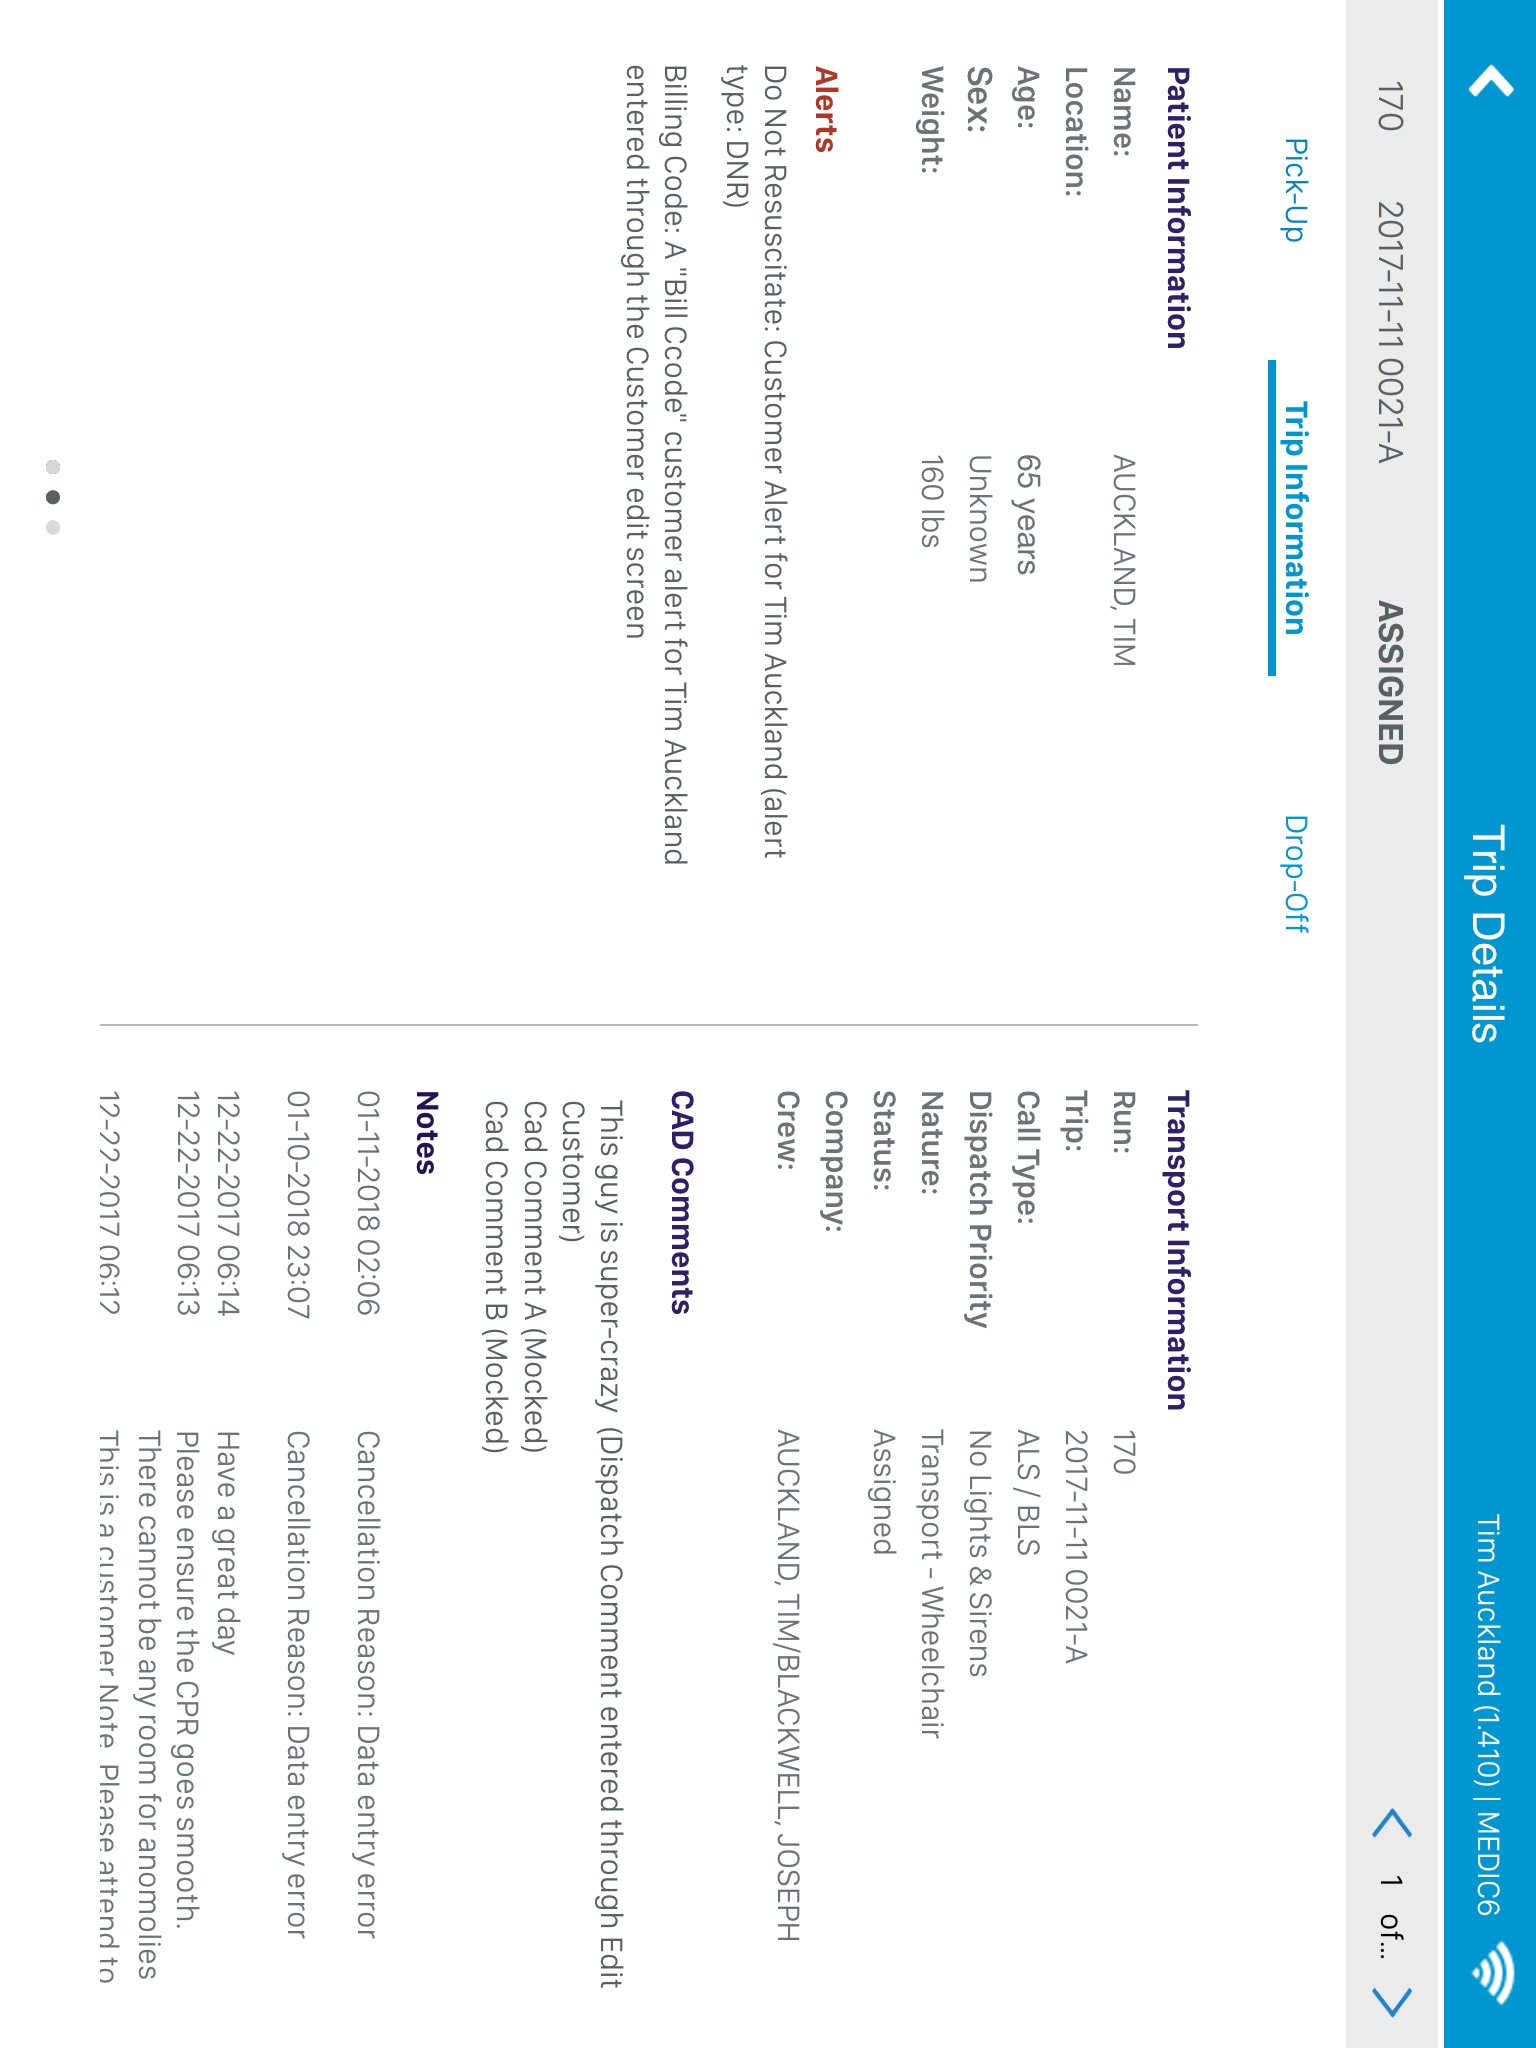 Trip Details
Tim Auckland (1.410) | MEDIC6
170 2017-11-11 0021-A ASSIGNED
1 of...
Pick-Up Trip Information Drop-Off
Patient Information
Name: AUCKLAND, TIM
Location:
Age: 65 years
Sex: Unknown
Weight: 160 lbs
Alerts
Do Not Resuscitate: Customer Alert for Tim Auckland (alert
type: DNR)
Billing Code: A "Bill Ccode" customer alert for Tim Auckland
entered through the Customer edit screen
Transport Information
Run: 170
Trip: 2017-11-11 0021-A
Call Type: ALS / BLS
Dispatch Priority No Lights & Sirens
Nature: Transport - Wheelchair
Status: Assigned
Company:
Crew: AUCKLAND, TIM/BLACKWELL, JOSEPH
CAD Comments
This guy is super-crazy (Dispatch Comment entered through Edit
Customer)
Cad Comment A (Mocked)
Cad Comment B (Mocked)
Notes
01-11-2018 02:06 Cancellation Reason: Data entry error
01-10-2018 23:07 Cancellation Reason: Data entry error
12-22-2017 06:14 Have a great day
12-22-2017 06:13 Please ensure the CPR goes smooth.
There cannot be any room for anomolies
12-22-2017 06:12 This is a customer Note. Please attend to